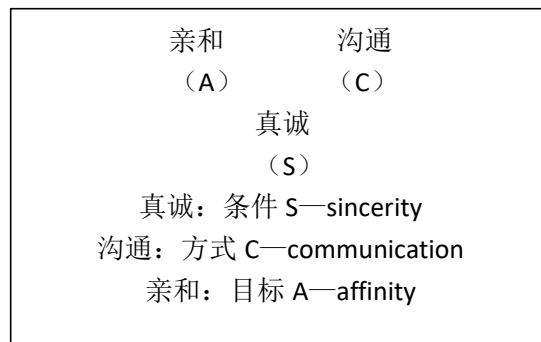 亲和 沟通
（A） （C）
真诚
（S）
真诚：条件 S—sincerity
沟通：方式 C—communication
亲和：目标 A—affinity